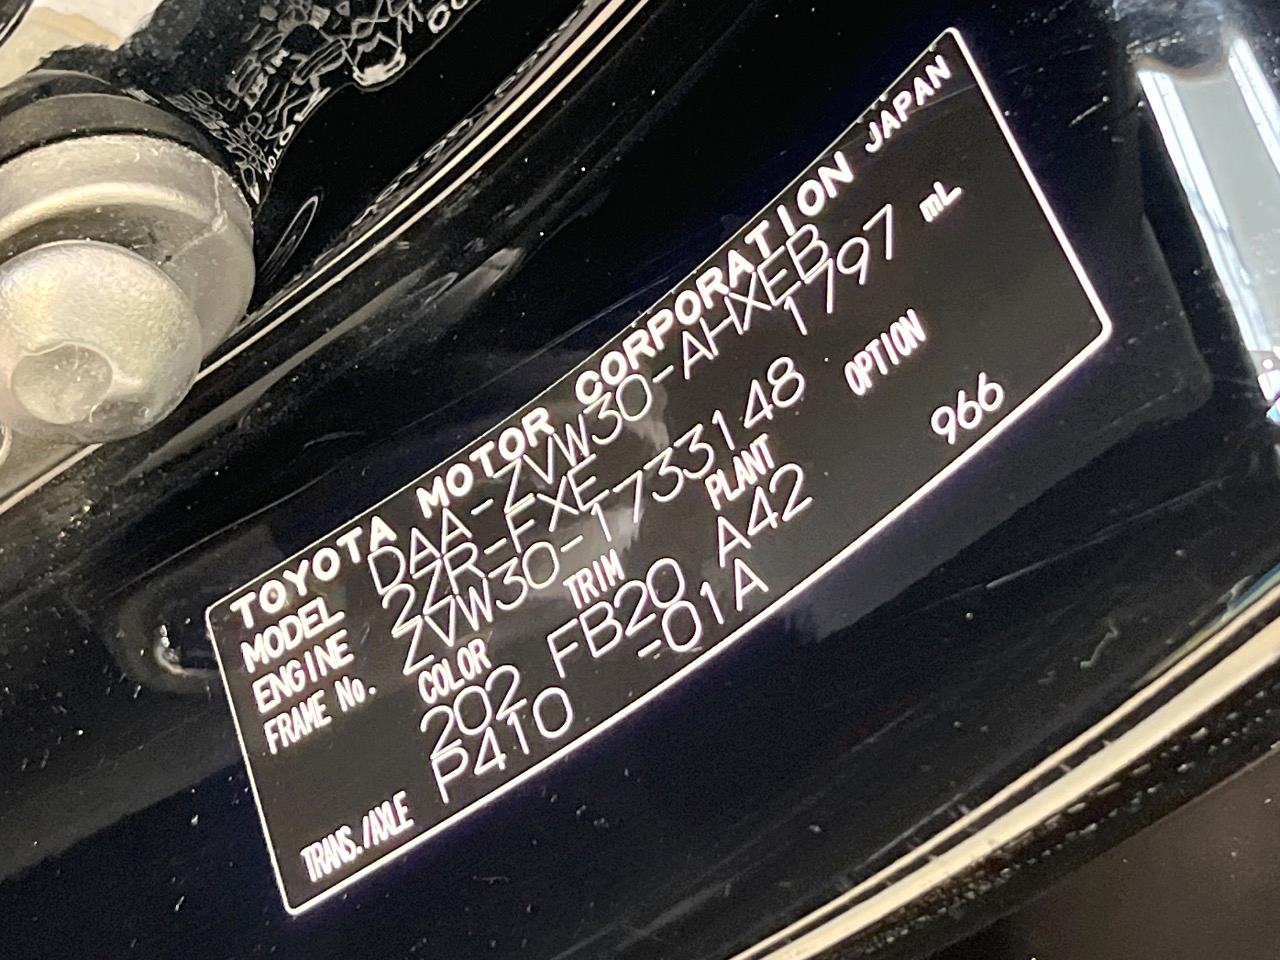 TOYOTA MOTOR CORPORATION JAPAN
MODEL DAA-ZVW30-AHXEB
ENGINE 2ZR-FXE 1797 mL
FRAME No. ZVW30-1733148
COLOR TRIM PLANT OPTION
202 FB20 A42 966
TRANS./AXLE P410 -01A